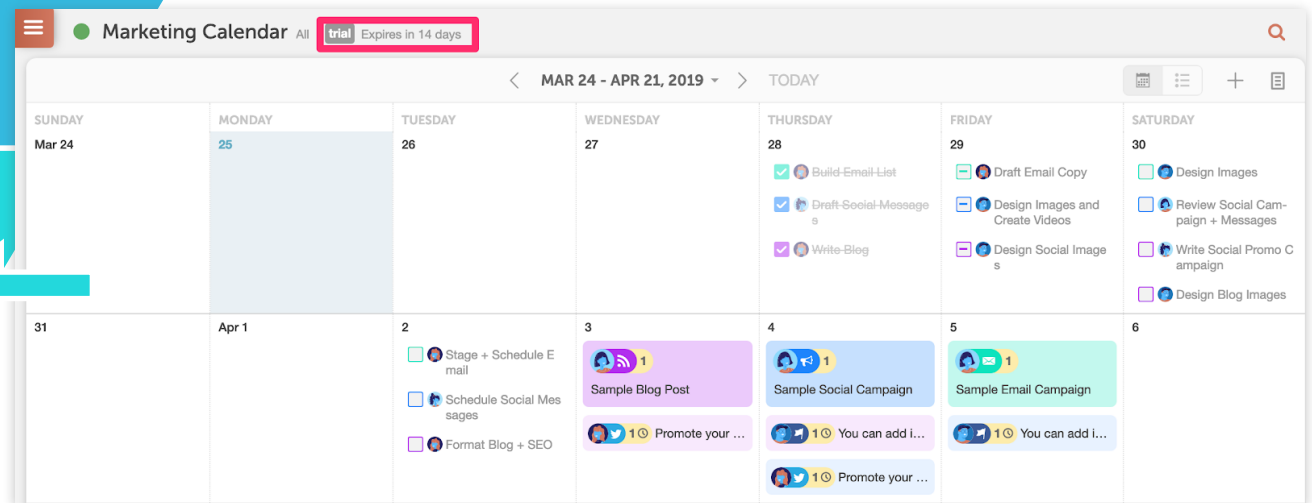 Marketing Calendar All trial Expires in 14 days
MAR 24 - APR 21, 2019 TODAY
SUNDAY MONDAY TUESDAY WEDNESDAY THURSDAY FRIDAY SATURDAY
Mar 24 25 26 27 28 29 30
Build Email List
Draft Social Message
s
Write Blog
Draft Email Copy
Design Images and
Create Videos
Design Social Image
s
Design Images
Review Social Cam-
paign + Messages
Write Social Promo C
ampaign
Design Blog Images
31 Apr 1 2 3 4 5 6
Stage + Schedule E
mail
Schedule Social Mes
sages
Format Blog + SEO
1
Sample Blog Post
1 Promote your ...
1
Sample Social Campaign
1 You can add i...
1 Promote your ...
1
Sample Email Campaign
1 You can add i...